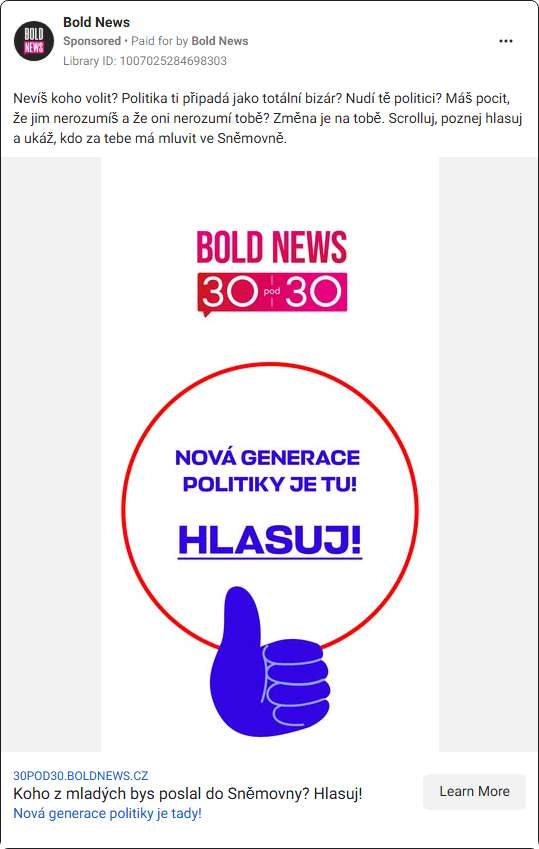 Bold News
Sponsored • Paid for by Bold News
Library ID: 1007025284698303
Nevíš koho volit? Politika ti připadá jako totální bizár? Nudí tě politici? Máš pocit,
že jim nerozumíš a že oni nerozumí tobě? Změna je na tobě. Scrolluj, poznej hlasuj
a ukáž, kdo za tebe má mluvit ve Sněmovně.
BOLD NEWS
30 pod 30
NOVÁ GENERACE
POLITIKY JE TU!
HLASUJ!
30POD30.BOLDNEWS.CZ
Koho z mladých bys poslal do Sněmovny? Hlasuj!
Nová generace politiky je tady!
Learn More